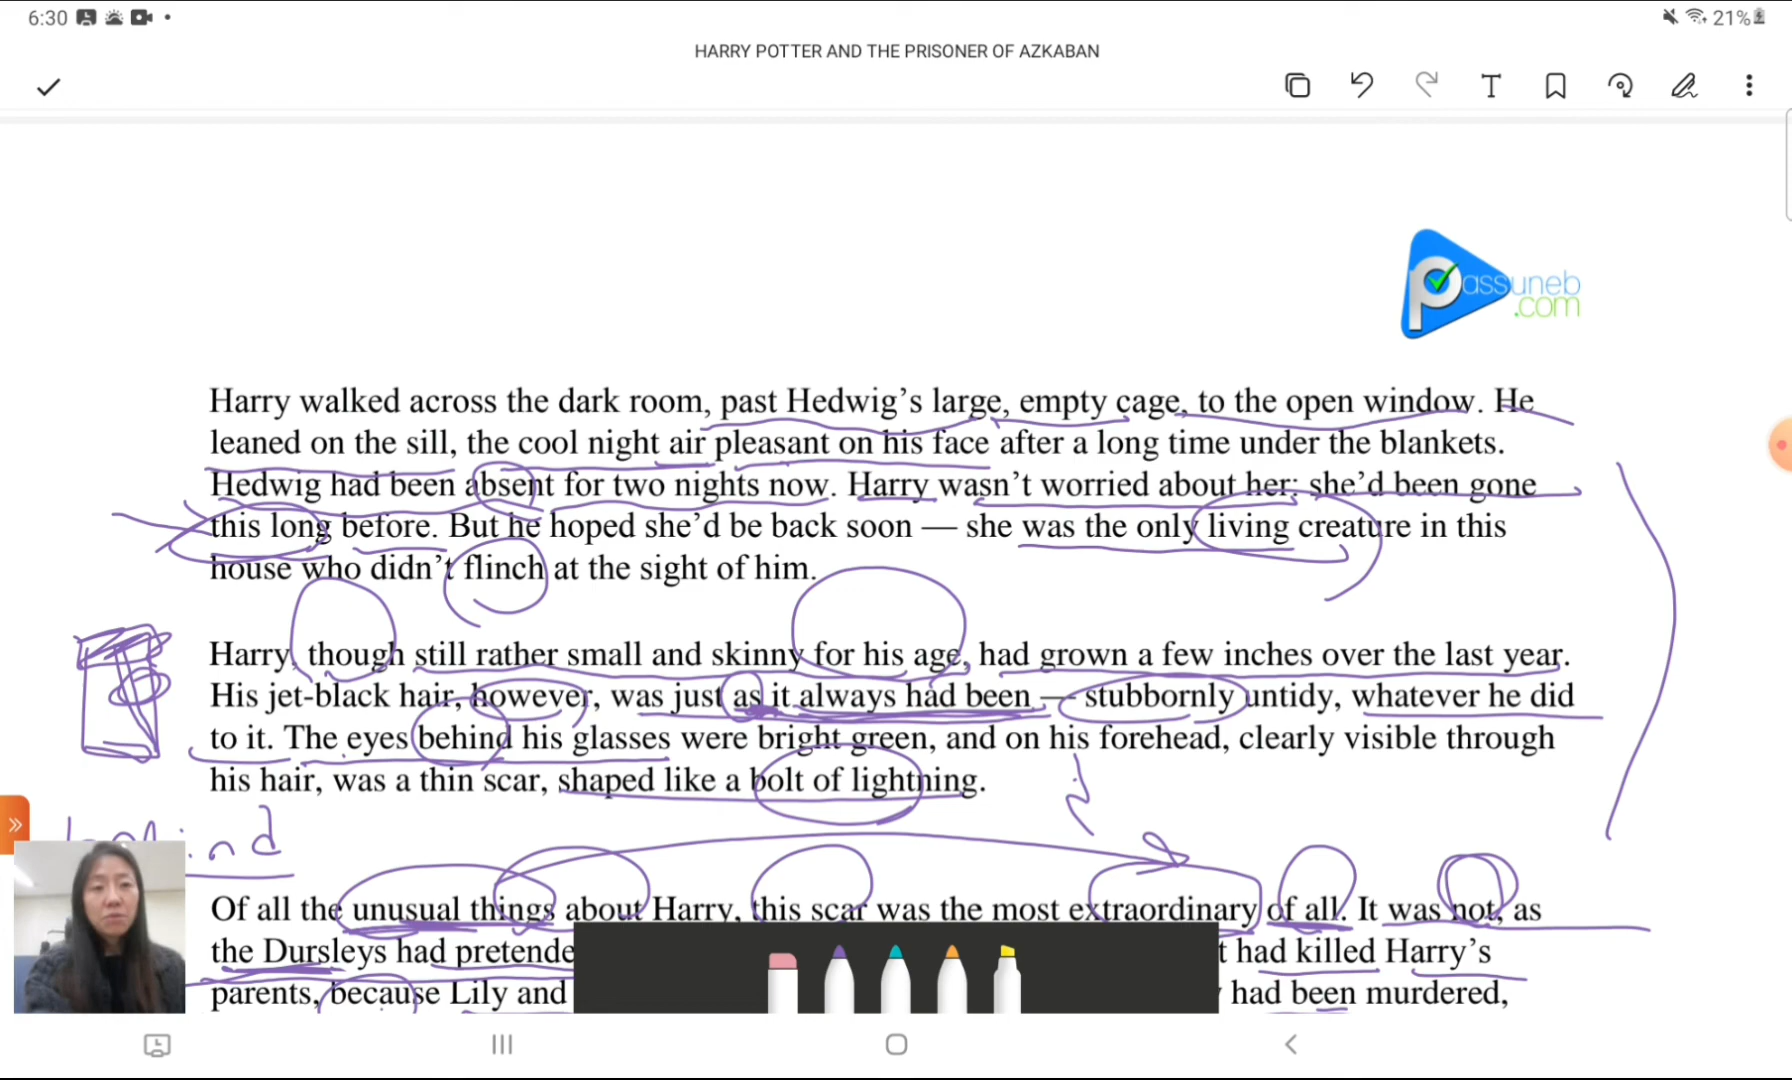 6:30
21%
HARRY POTTER AND THE PRISONER OF AZKABAN
T
passuneb
.com
Harry walked across the dark room, past Hedwig’s large, empty cage, to the open window. He
leaned on the sill, the cool night air pleasant on his face after a long time under the blankets.
Hedwig had been absent for two nights now. Harry wasn’t worried about her: she’d been gone
this long before. But he hoped she’d be back soon — she was the only living creature in this
house who didn’t flinch at the sight of him.
Harry, though still rather small and skinny for his age, had grown a few inches over the last year.
His jet-black hair, however, was just as it always had been — stubbornly untidy, whatever he did
to it. The eyes behind his glasses were bright green, and on his forehead, clearly visible through
his hair, was a thin scar, shaped like a bolt of lightning.
Of all the unusual things about Harry, this scar was the most extraordinary of all. It was not, as
the Dursleys had pretende t had killed Harry’s
parents, because Lily and had been murdered,